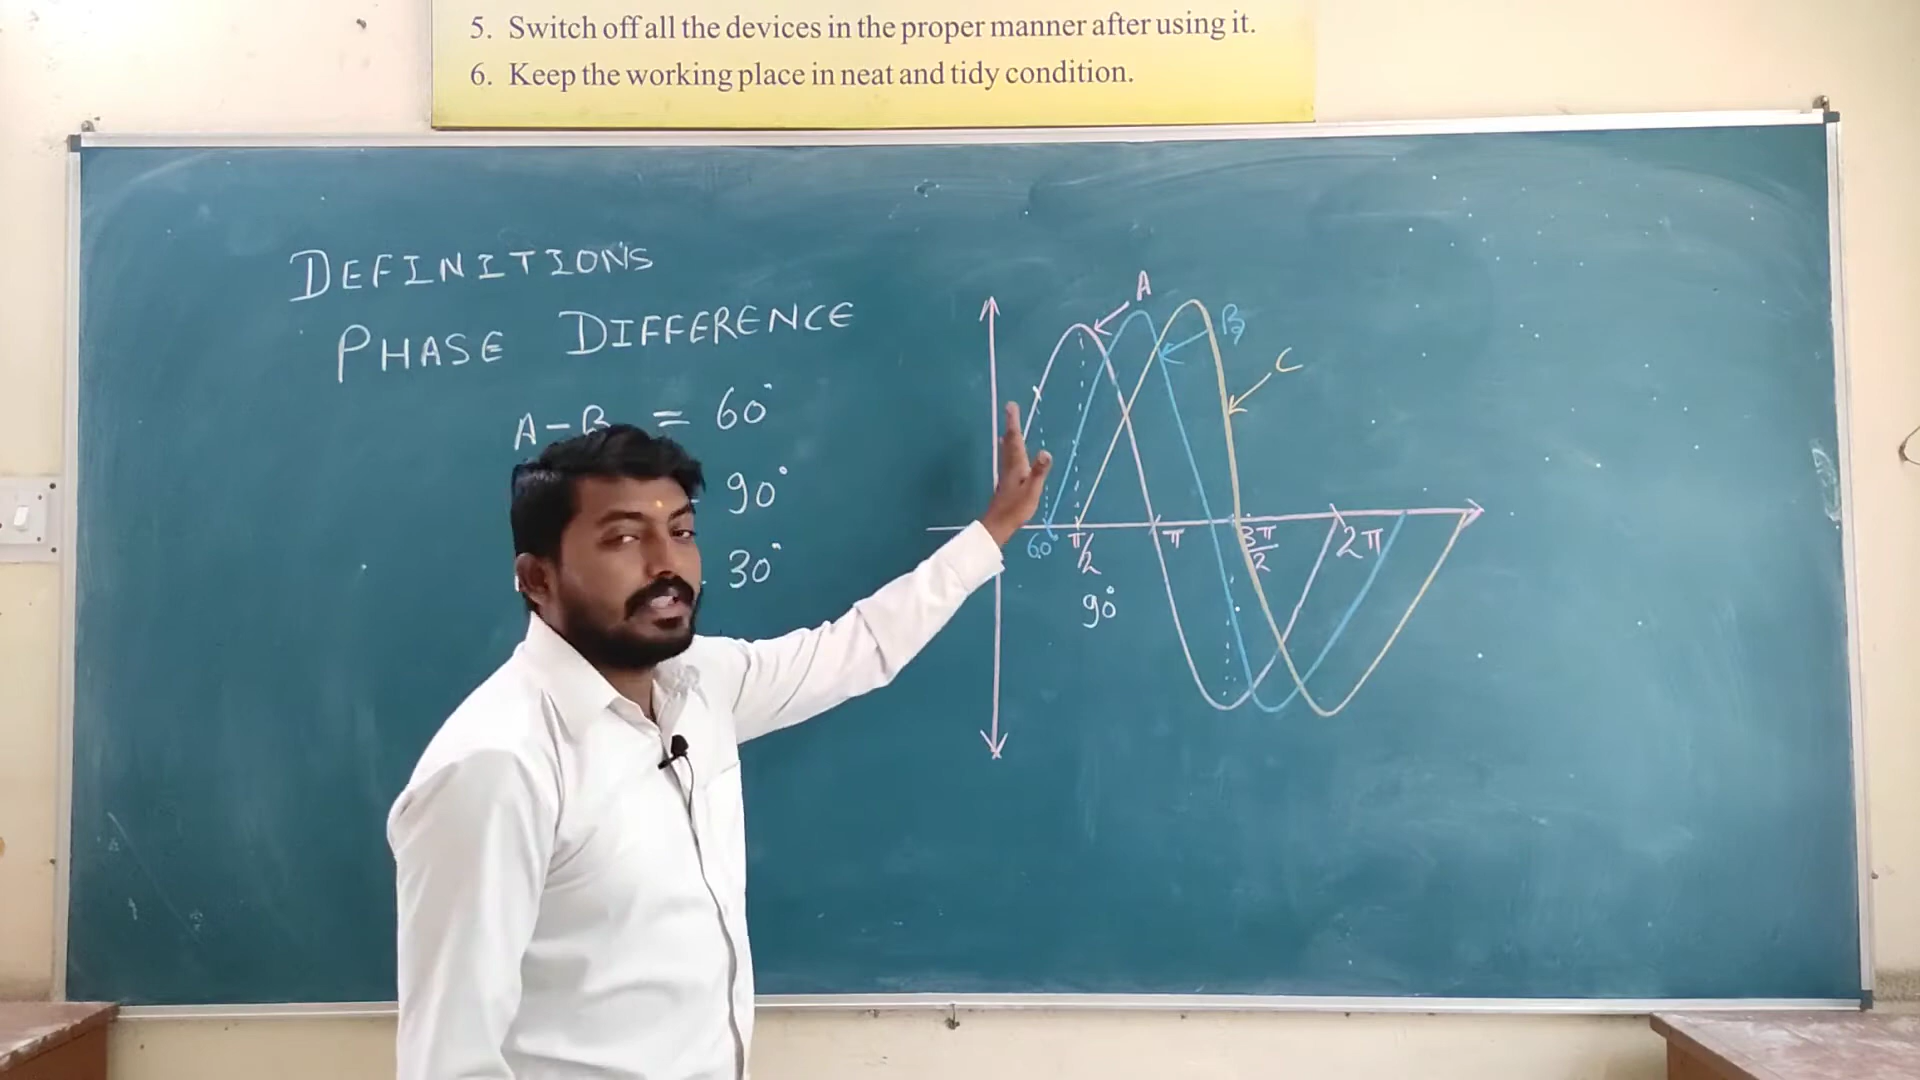 5. Switch off all the devices in the proper manner after using it.
6. Keep the working place in neat and tidy condition.
DEFINITIONS
PHASE DIFFERENCE
A-B = 60°
90°
30°
A
B
C
60°
π/2
π
3π/2
2π
90°